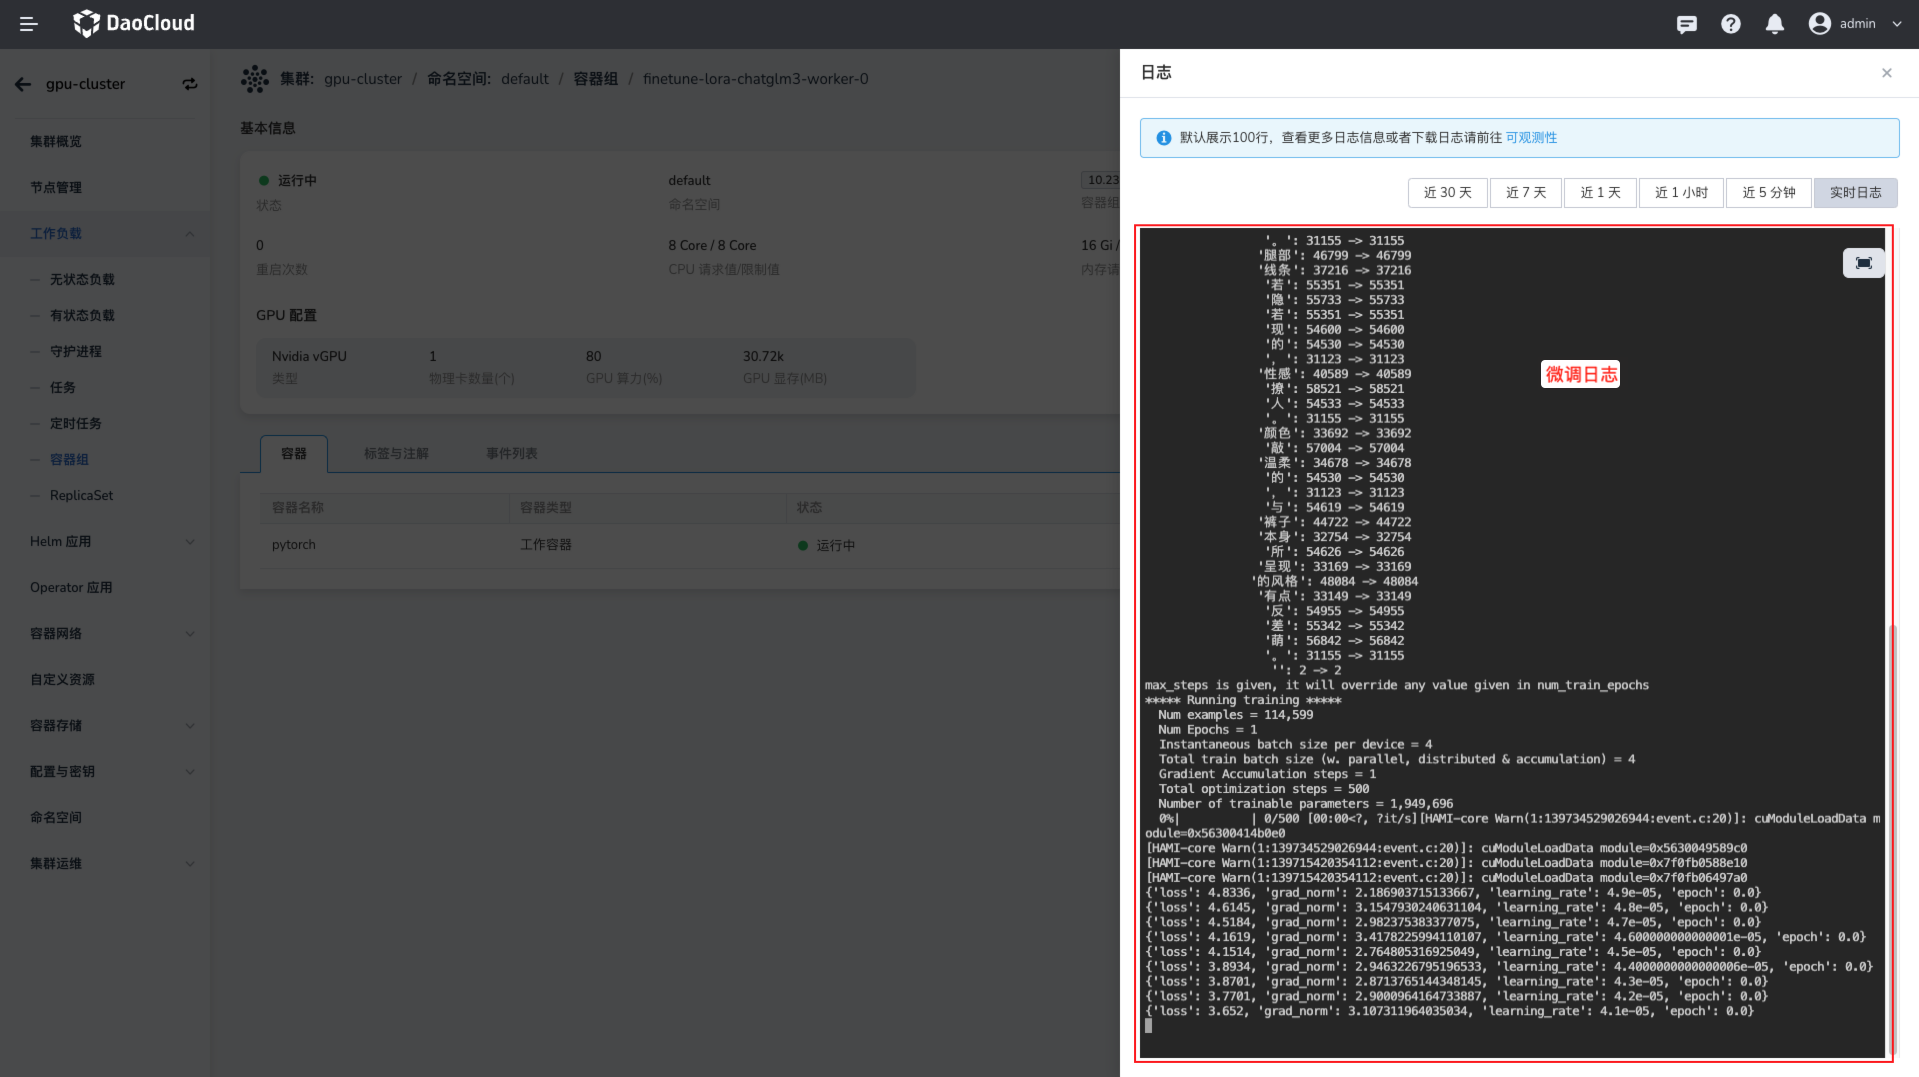 DaoCloud
admin
gpu-cluster
集群概览
节点管理
工作负载
无状态负载
有状态负载
守护进程
任务
定时任务
容器组
ReplicaSet
Helm 应用
Operator 应用
容器网络
自定义资源
容器存储
配置与密钥
命名空间
集群运维
集群: gpu-cluster / 命名空间: default / 容器组 / finetune-lora-chatglm3-worker-0
基本信息
运行中
状态
default
命名空间
10.23
容器组
0
重启次数
8 Core / 8 Core
CPU 请求值/限制值
16 Gi /
内存请
GPU 配置
Nvidia vGPU
类型
1
物理卡数量(个)
80
GPU 算力(%)
30.72k
GPU 显存(MB)
容器 标签与注解 事件列表
容器名称 容器类型 状态
pytorch 工作容器 运行中
日志
默认展示100行，查看更多日志信息或者下载日志请前往 可观测性
近 30 天 近 7 天 近 1 天 近 1 小时 近 5 分钟 实时日志
微调日志
'。': 31155 -> 31155
'腿部': 46799 -> 46799
'线条': 37216 -> 37216
'若': 55351 -> 55351
'隐': 55733 -> 55733
'若': 55351 -> 55351
'现': 54600 -> 54600
'的': 54530 -> 54530
'，': 31123 -> 31123
'性感': 40589 -> 40589
'撩': 58521 -> 58521
'人': 54533 -> 54533
'。': 31155 -> 31155
'颜色': 33692 -> 33692
'敲': 57004 -> 57004
'温柔': 34678 -> 34678
'的': 54530 -> 54530
'，': 31123 -> 31123
'与': 54619 -> 54619
'裤子': 44722 -> 44722
'本身': 32754 -> 32754
'所': 54626 -> 54626
'呈现': 33169 -> 33169
'的风格': 48084 -> 48084
'有点': 33149 -> 33149
'反': 54955 -> 54955
'差': 55342 -> 55342
'萌': 56842 -> 56842
'。': 31155 -> 31155
'': 2 -> 2
max_steps is given, it will override any value given in num_train_epochs
***** Running training *****
Num examples = 114,599
Num Epochs = 1
Instantaneous batch size per device = 4
Total train batch size (w. parallel, distributed & accumulation) = 4
Gradient Accumulation steps = 1
Total optimization steps = 500
Number of trainable parameters = 1,949,696
0%| | 0/500 [00:00<?, ?it/s][HAMI-core Warn(1:139734529026944:event.c:20)]: cuModuleLoadData m
odule=0x56300414b0e0
[HAMI-core Warn(1:139734529026944:event.c:20)]: cuModuleLoadData module=0x5630049589c0
[HAMI-core Warn(1:139715420354112:event.c:20)]: cuModuleLoadData module=0x7f0fb0588e10
[HAMI-core Warn(1:139715420354112:event.c:20)]: cuModuleLoadData module=0x7f0fb06497a0
{'loss': 4.8336, 'grad_norm': 2.186903715133667, 'learning_rate': 4.9e-05, 'epoch': 0.0}
{'loss': 4.6145, 'grad_norm': 3.1547930240631104, 'learning_rate': 4.8e-05, 'epoch': 0.0}
{'loss': 4.5184, 'grad_norm': 2.982375383377075, 'learning_rate': 4.7e-05, 'epoch': 0.0}
{'loss': 4.1619, 'grad_norm': 3.4178225994110107, 'learning_rate': 4.600000000000001e-05, 'epoch': 0.0}
{'loss': 4.1514, 'grad_norm': 2.764805316925049, 'learning_rate': 4.5e-05, 'epoch': 0.0}
{'loss': 3.8934, 'grad_norm': 2.9463226795196533, 'learning_rate': 4.4000000000000006e-05, 'epoch': 0.0}
{'loss': 3.8701, 'grad_norm': 2.8713765144348145, 'learning_rate': 4.3e-05, 'epoch': 0.0}
{'loss': 3.7701, 'grad_norm': 2.9000964164733887, 'learning_rate': 4.2e-05, 'epoch': 0.0}
{'loss': 3.652, 'grad_norm': 3.107311964035034, 'learning_rate': 4.1e-05, 'epoch': 0.0}